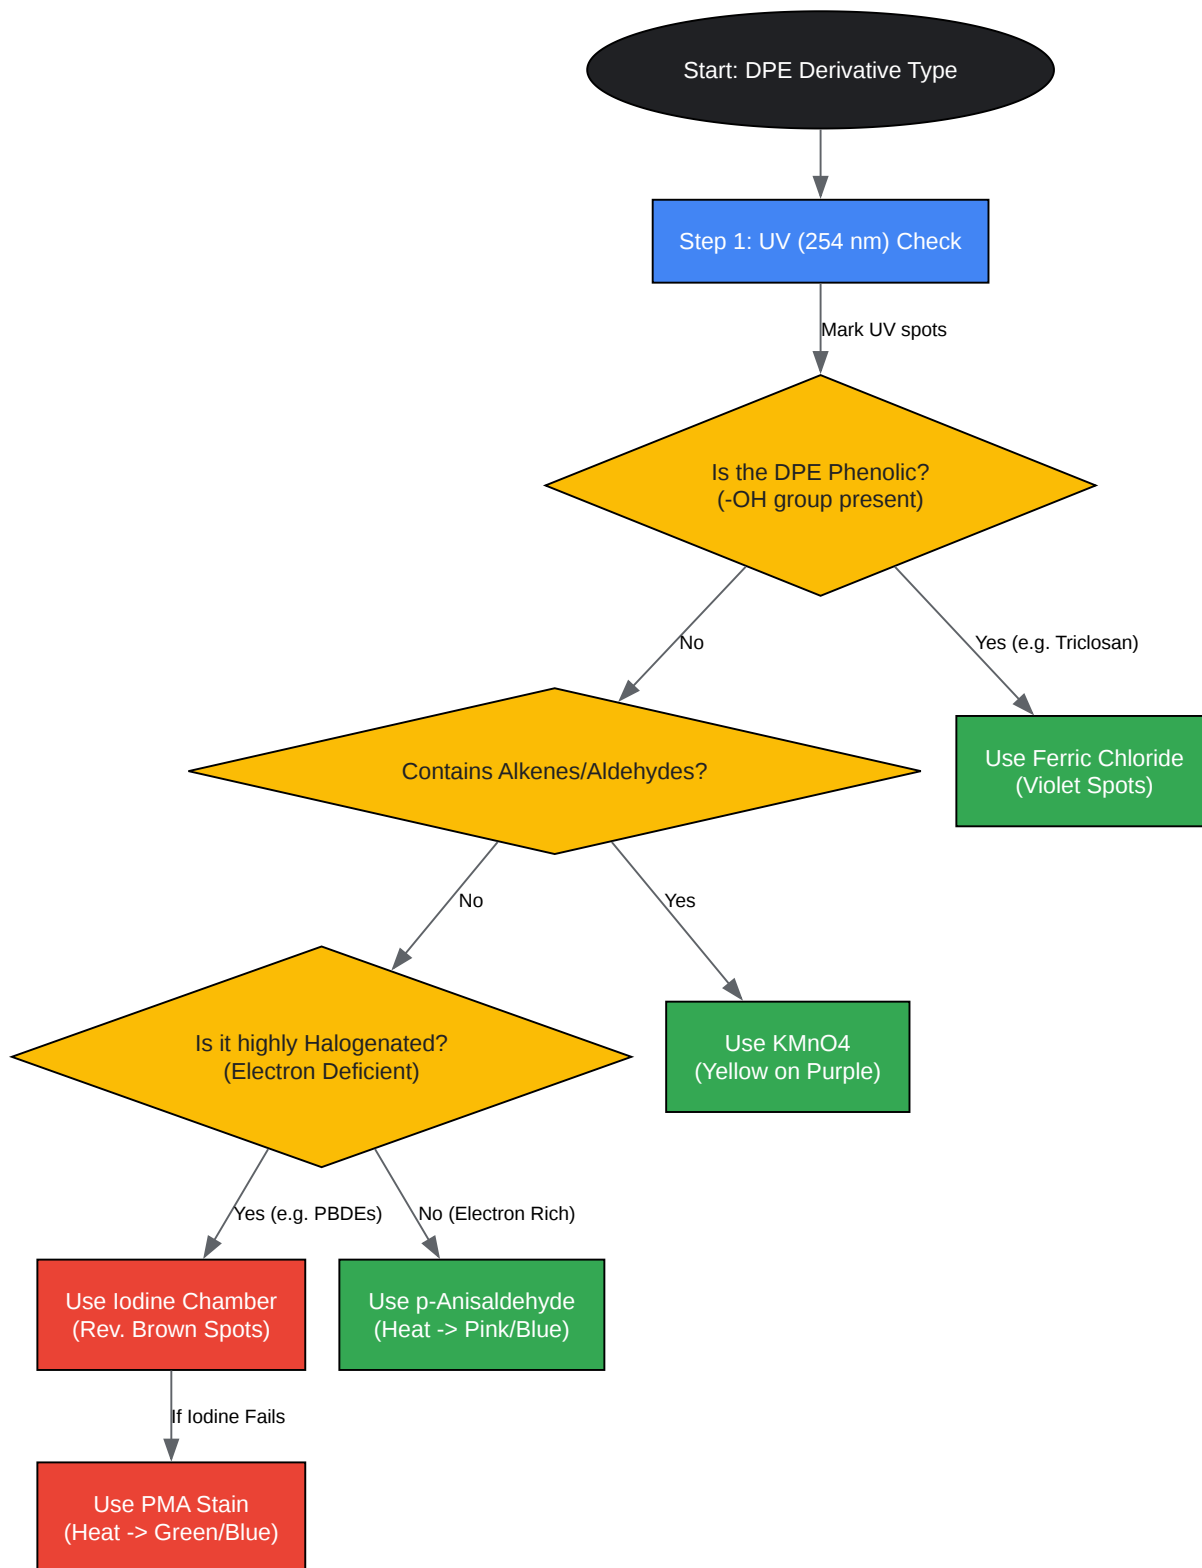 Start: DPE Derivative Type
Step 1: UV (254 nm) Check
Mark UV spots
Is the DPE Phenolic?
(-OH group present)
No
Yes (e.g. Triclosan)
Contains Alkenes/Aldehydes?
Use Ferric Chloride
(Violet Spots)
No
Yes
Is it highly Halogenated?
(Electron Deficient)
Use KMnO4
(Yellow on Purple)
Yes (e.g. PBDEs)
No (Electron Rich)
Use Iodine Chamber
(Rev. Brown Spots)
Use p-Anisaldehyde
(Heat -> Pink/Blue)
If Iodine Fails
Use PMA Stain
(Heat -> Green/Blue)